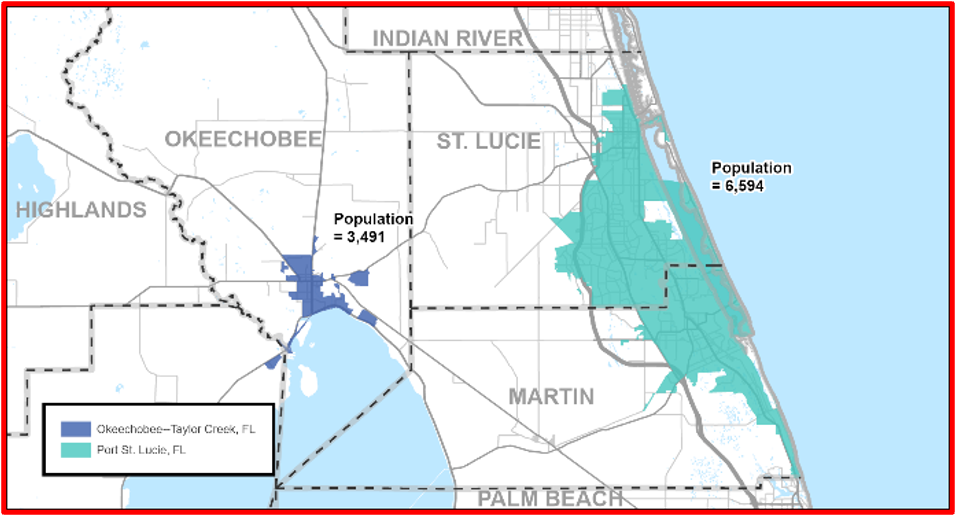 INDIAN RIVER
OKEECHOBEE
ST. LUCIE
Population
= 6,594
HIGHLANDS
Population
= 3,491
MARTIN
Okeechobee--Taylor Creek, FL
Port St. Lucie, FL
PALM BEACH